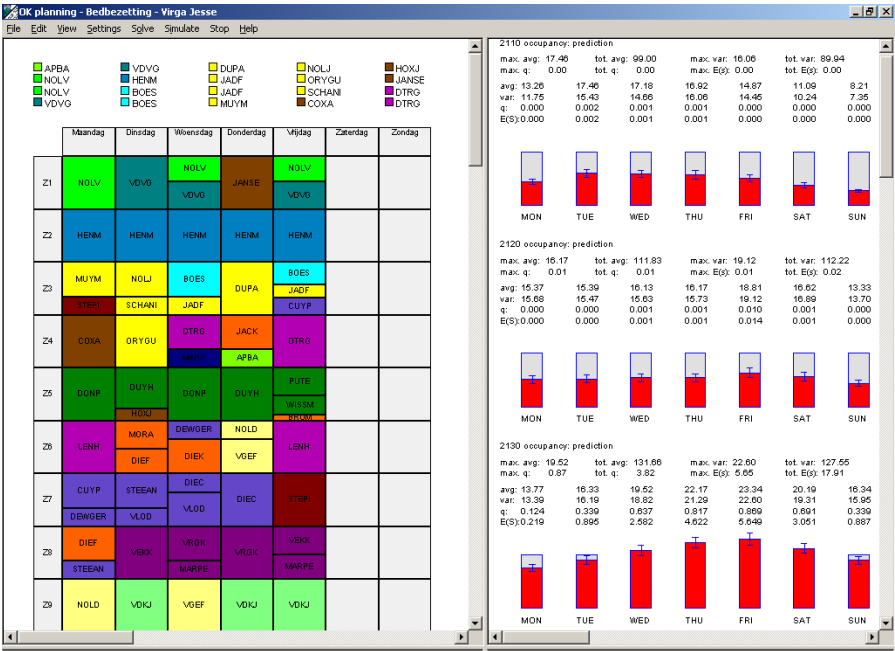 OK planning - Bedbezetting - Virga Jesse
File Edit View Settings Solve Simulate Stop Help
APBA VDVG DUPA NOLJ HOXJ
NOLV HENM JADF ORYGU JANSE
NOLV BOES JADF SCHANI DTRG
VDVG BOES MUYM COXA DTRG
Maandag Dinsdag Woensdag Donderdag Vrijdag Zaterdag Zondag
Z1 NOLV VDVG NOLV JANSE NOLV
VDVG VDVG
Z2 HENM HENM HENM HENM HENM
Z3 MUYM NOLJ BOES DUPA BOES
JADF
STEPJ SCHANI JADF CUYP
Z4 COXA ORYGU DTRG JACK DTRG
APBA
Z5 DONP DUYH DONP DUYH PUTE
HOXJ WISSM
Z6 LENH MORA DEWGER NOLD LENH
DIEF DIEK VGEF
Z7 CUYP STEEAN DIEC DIEC STEPJ
DEWGER VLOD VLOD
Z8 DIEF VEKK VRGK VRGK VEKK
STEEAN MARPE MARPE
Z9 NOLD VDKJ VGEF VDKJ VDKJ
2110 occupancy: prediction
max. avg: 17.46 tot. avg: 99.00 max. var: 16.06 tot. var: 89.94
max. q: 0.00 tot. q: 0.00 max. E(s): 0.00 tot. E(s): 0.00
avg: 13.26 17.46 17.18 16.92 14.87 11.09 8.21
var: 11.75 15.43 14.66 16.06 14.45 10.24 7.35
q: 0.000 0.002 0.001 0.001 0.000 0.000 0.000
E(S):0.000 0.002 0.001 0.001 0.000 0.000 0.000
MON TUE WED THU FRI SAT SUN
2120 occupancy: prediction
max. avg: 16.17 tot. avg: 111.83 max. var: 19.12 tot. var: 112.22
max. q: 0.01 tot. q: 0.01 max. E(s): 0.01 tot. E(s): 0.02
avg: 15.37 15.39 16.13 16.17 18.81 16.62 13.33
var: 15.68 15.47 15.63 15.73 19.12 16.89 13.70
q: 0.000 0.000 0.001 0.001 0.010 0.001 0.000
E(S):0.000 0.000 0.001 0.001 0.014 0.001 0.000
MON TUE WED THU FRI SAT SUN
2130 occupancy: prediction
max. avg: 19.52 tot. avg: 131.66 max. var: 22.60 tot. var: 127.55
max. q: 0.87 tot. q: 3.82 max. E(s): 5.65 tot. E(s): 17.91
avg: 13.77 16.33 19.52 22.17 23.34 20.19 16.34
var: 13.39 16.19 18.82 21.29 22.60 19.31 15.95
q: 0.124 0.339 0.637 0.817 0.869 0.691 0.339
E(S):0.219 0.895 2.582 4.622 5.649 3.051 0.887
MON TUE WED THU FRI SAT SUN